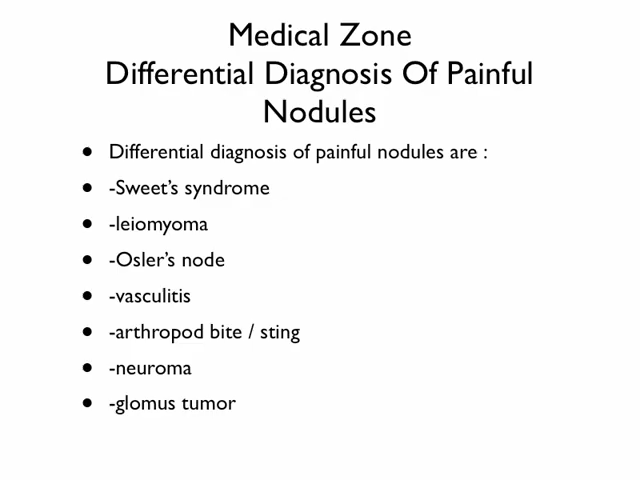 Medical Zone
Differential Diagnosis Of Painful
Nodules
• Differential diagnosis of painful nodules are :
• -Sweet's syndrome
• -leiomyoma
• -Osler's node
• -vasculitis
• -arthropod bite / sting
• -neuroma
• -glomus tumor